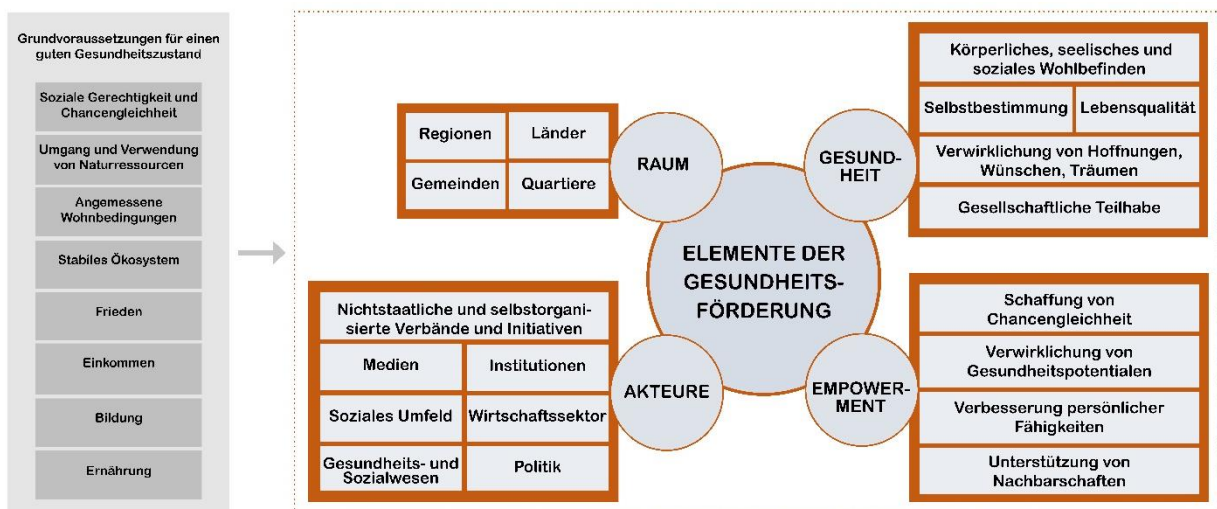 Grundvoraussetzungen für einen
guten Gesundheitszustand
Soziale Gerechtigkeit und
Chancengleichheit
Umgang und Verwendung
von Naturressourcen
Angemessene
Wohnbedingungen
Stabiles Ökosystem
Frieden
Einkommen
Bildung
Ernährung
Regionen
Länder
Gemeinden
Quartiere
RAUM
GESUND-
HEIT
Körperliches, seelisches und
soziales Wohlbefinden
Selbstbestimmung
Lebensqualität
Verwirklichung von Hoffnungen,
Wünschen, Träumen
Gesellschaftliche Teilhabe
ELEMENTE DER
GESUNDHEITS-
FÖRDERUNG
Nichtstaatliche und selbstorgani-
sierte Verbände und Initiativen
Medien
Institutionen
Soziales Umfeld
Wirtschaftssektor
Gesundheits- und
Sozialwesen
Politik
AKTEURE
EMPOWER-
MENT
Schaffung von
Chancengleichheit
Verwirklichung von
Gesundheitspotentialen
Verbesserung persönlicher
Fähigkeiten
Unterstützung von
Nachbarschaften